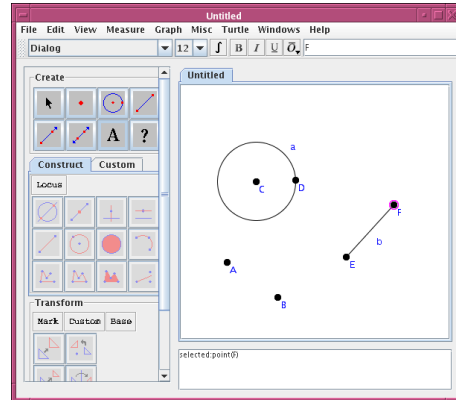 Untitled
File Edit View Measure Graph Misc Turtle Windows Help
Dialog 12 ∫ B I U O F
Create
A ?
Construct Custom
Locus
Transform
Mark Custom Base
Untitled
a
C D
F
b
E
A
B
selected:point(F)